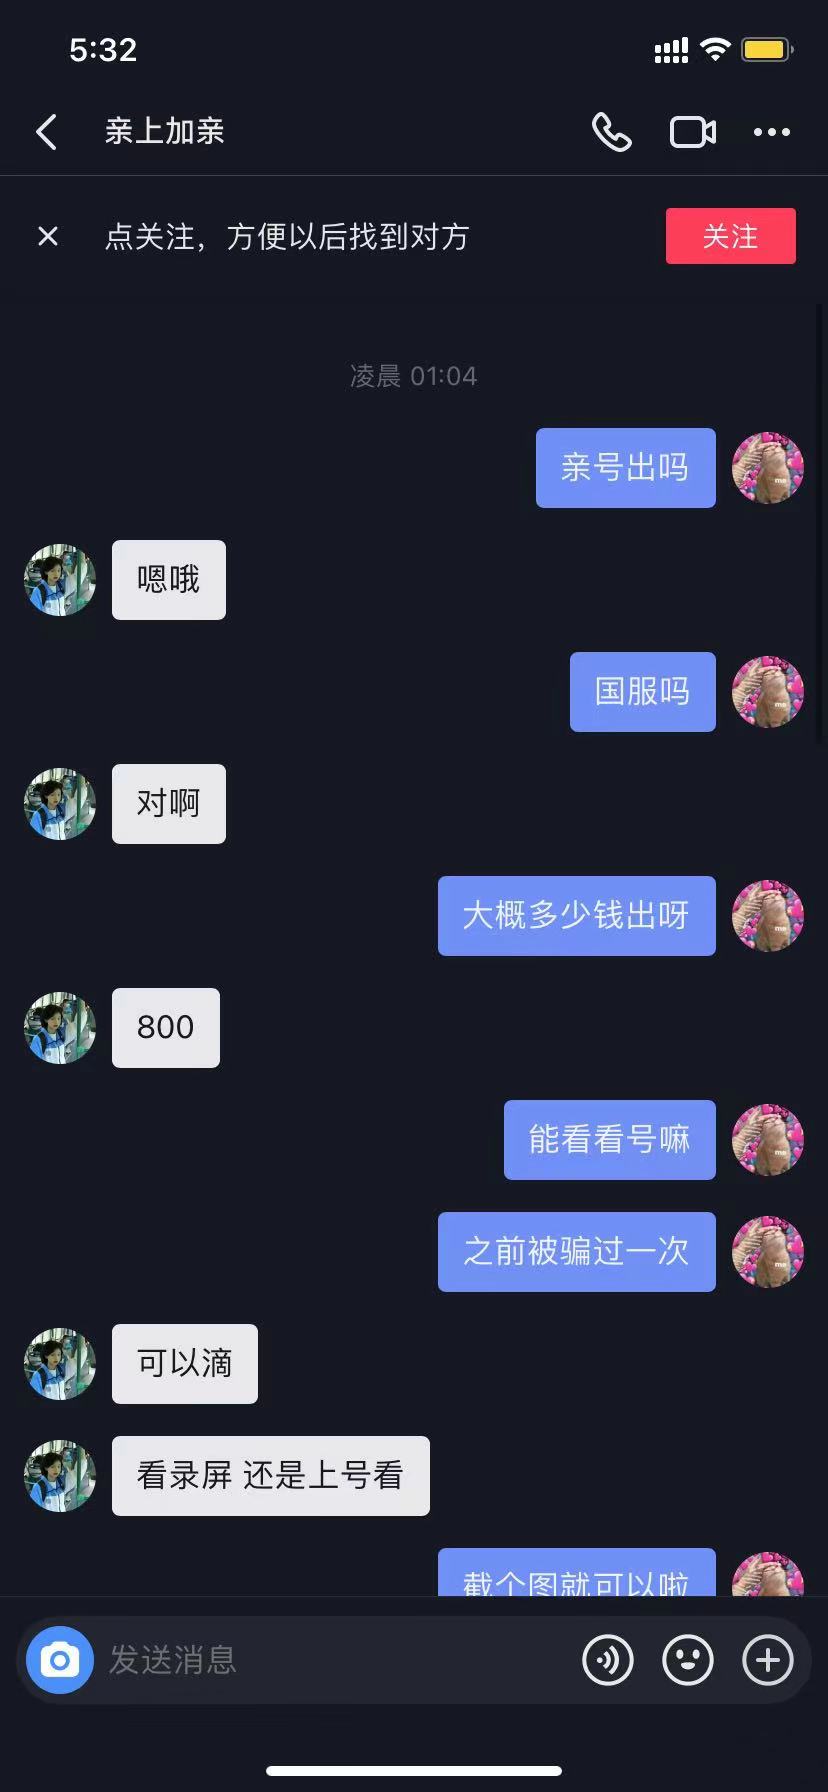 5:32
亲上加亲
点关注，方便以后找到对方
关注
凌晨 01:04
亲号出吗
嗯哦
国服吗
对啊
大概多少钱出呀
800
能看看号嘛
之前被骗过一次
可以滴
看录屏 还是上号看
截个图就可以啦
发送消息